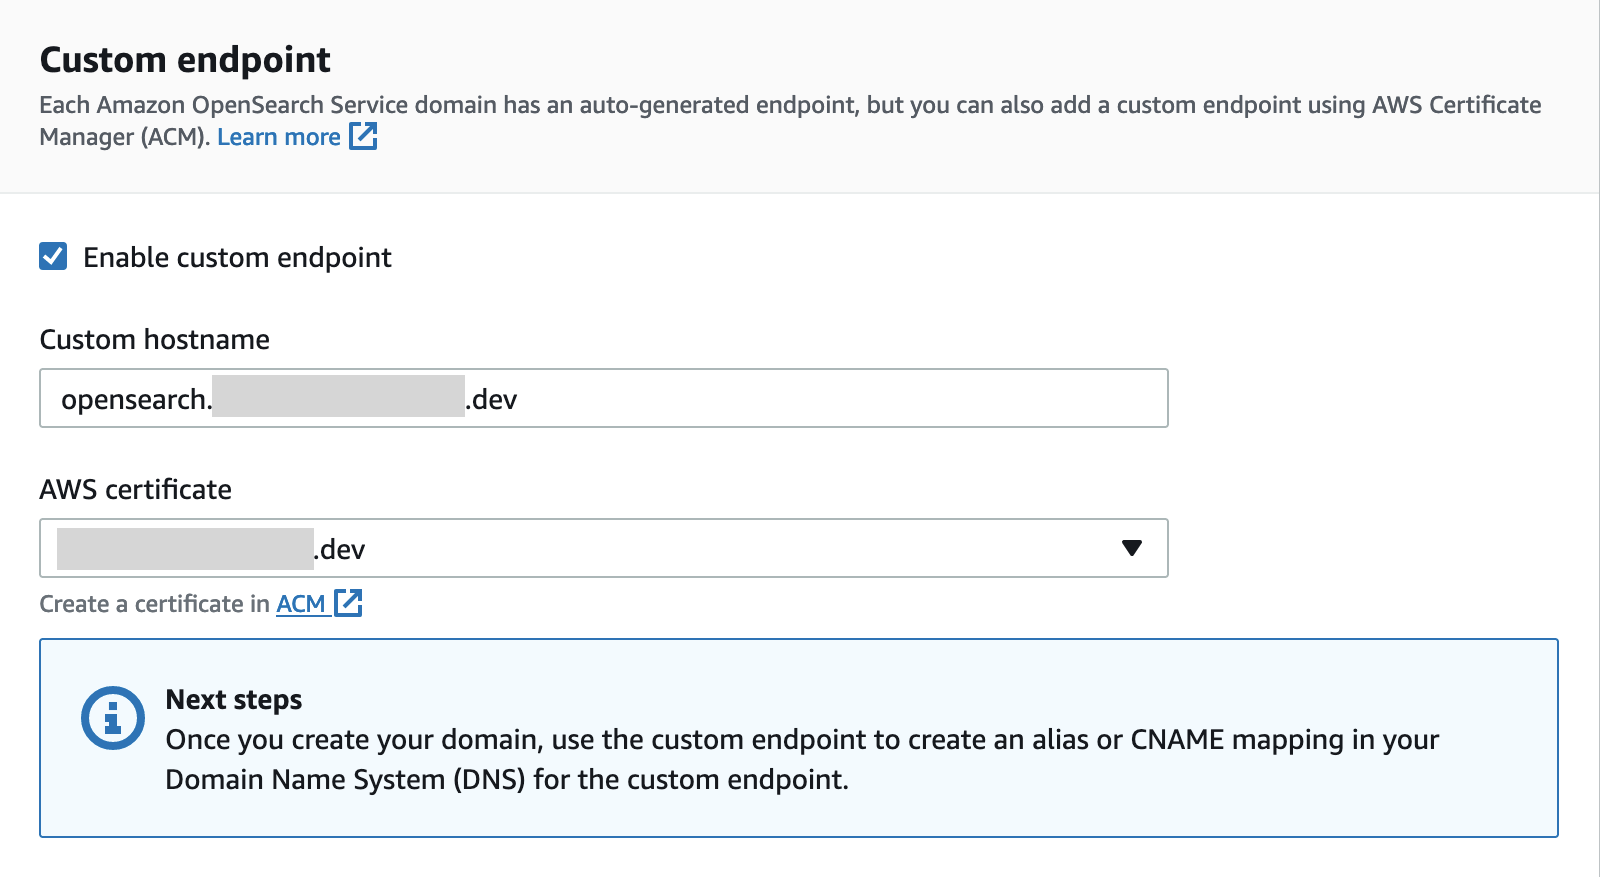 Custom endpoint
Each Amazon OpenSearch Service domain has an auto-generated endpoint, but you can also add a custom endpoint using AWS Certificate
Manager (ACM). Learn more
Enable custom endpoint
Custom hostname
opensearch. .dev
AWS certificate
.dev
Create a certificate in ACM
Next steps
Once you create your domain, use the custom endpoint to create an alias or CNAME mapping in your
Domain Name System (DNS) for the custom endpoint.